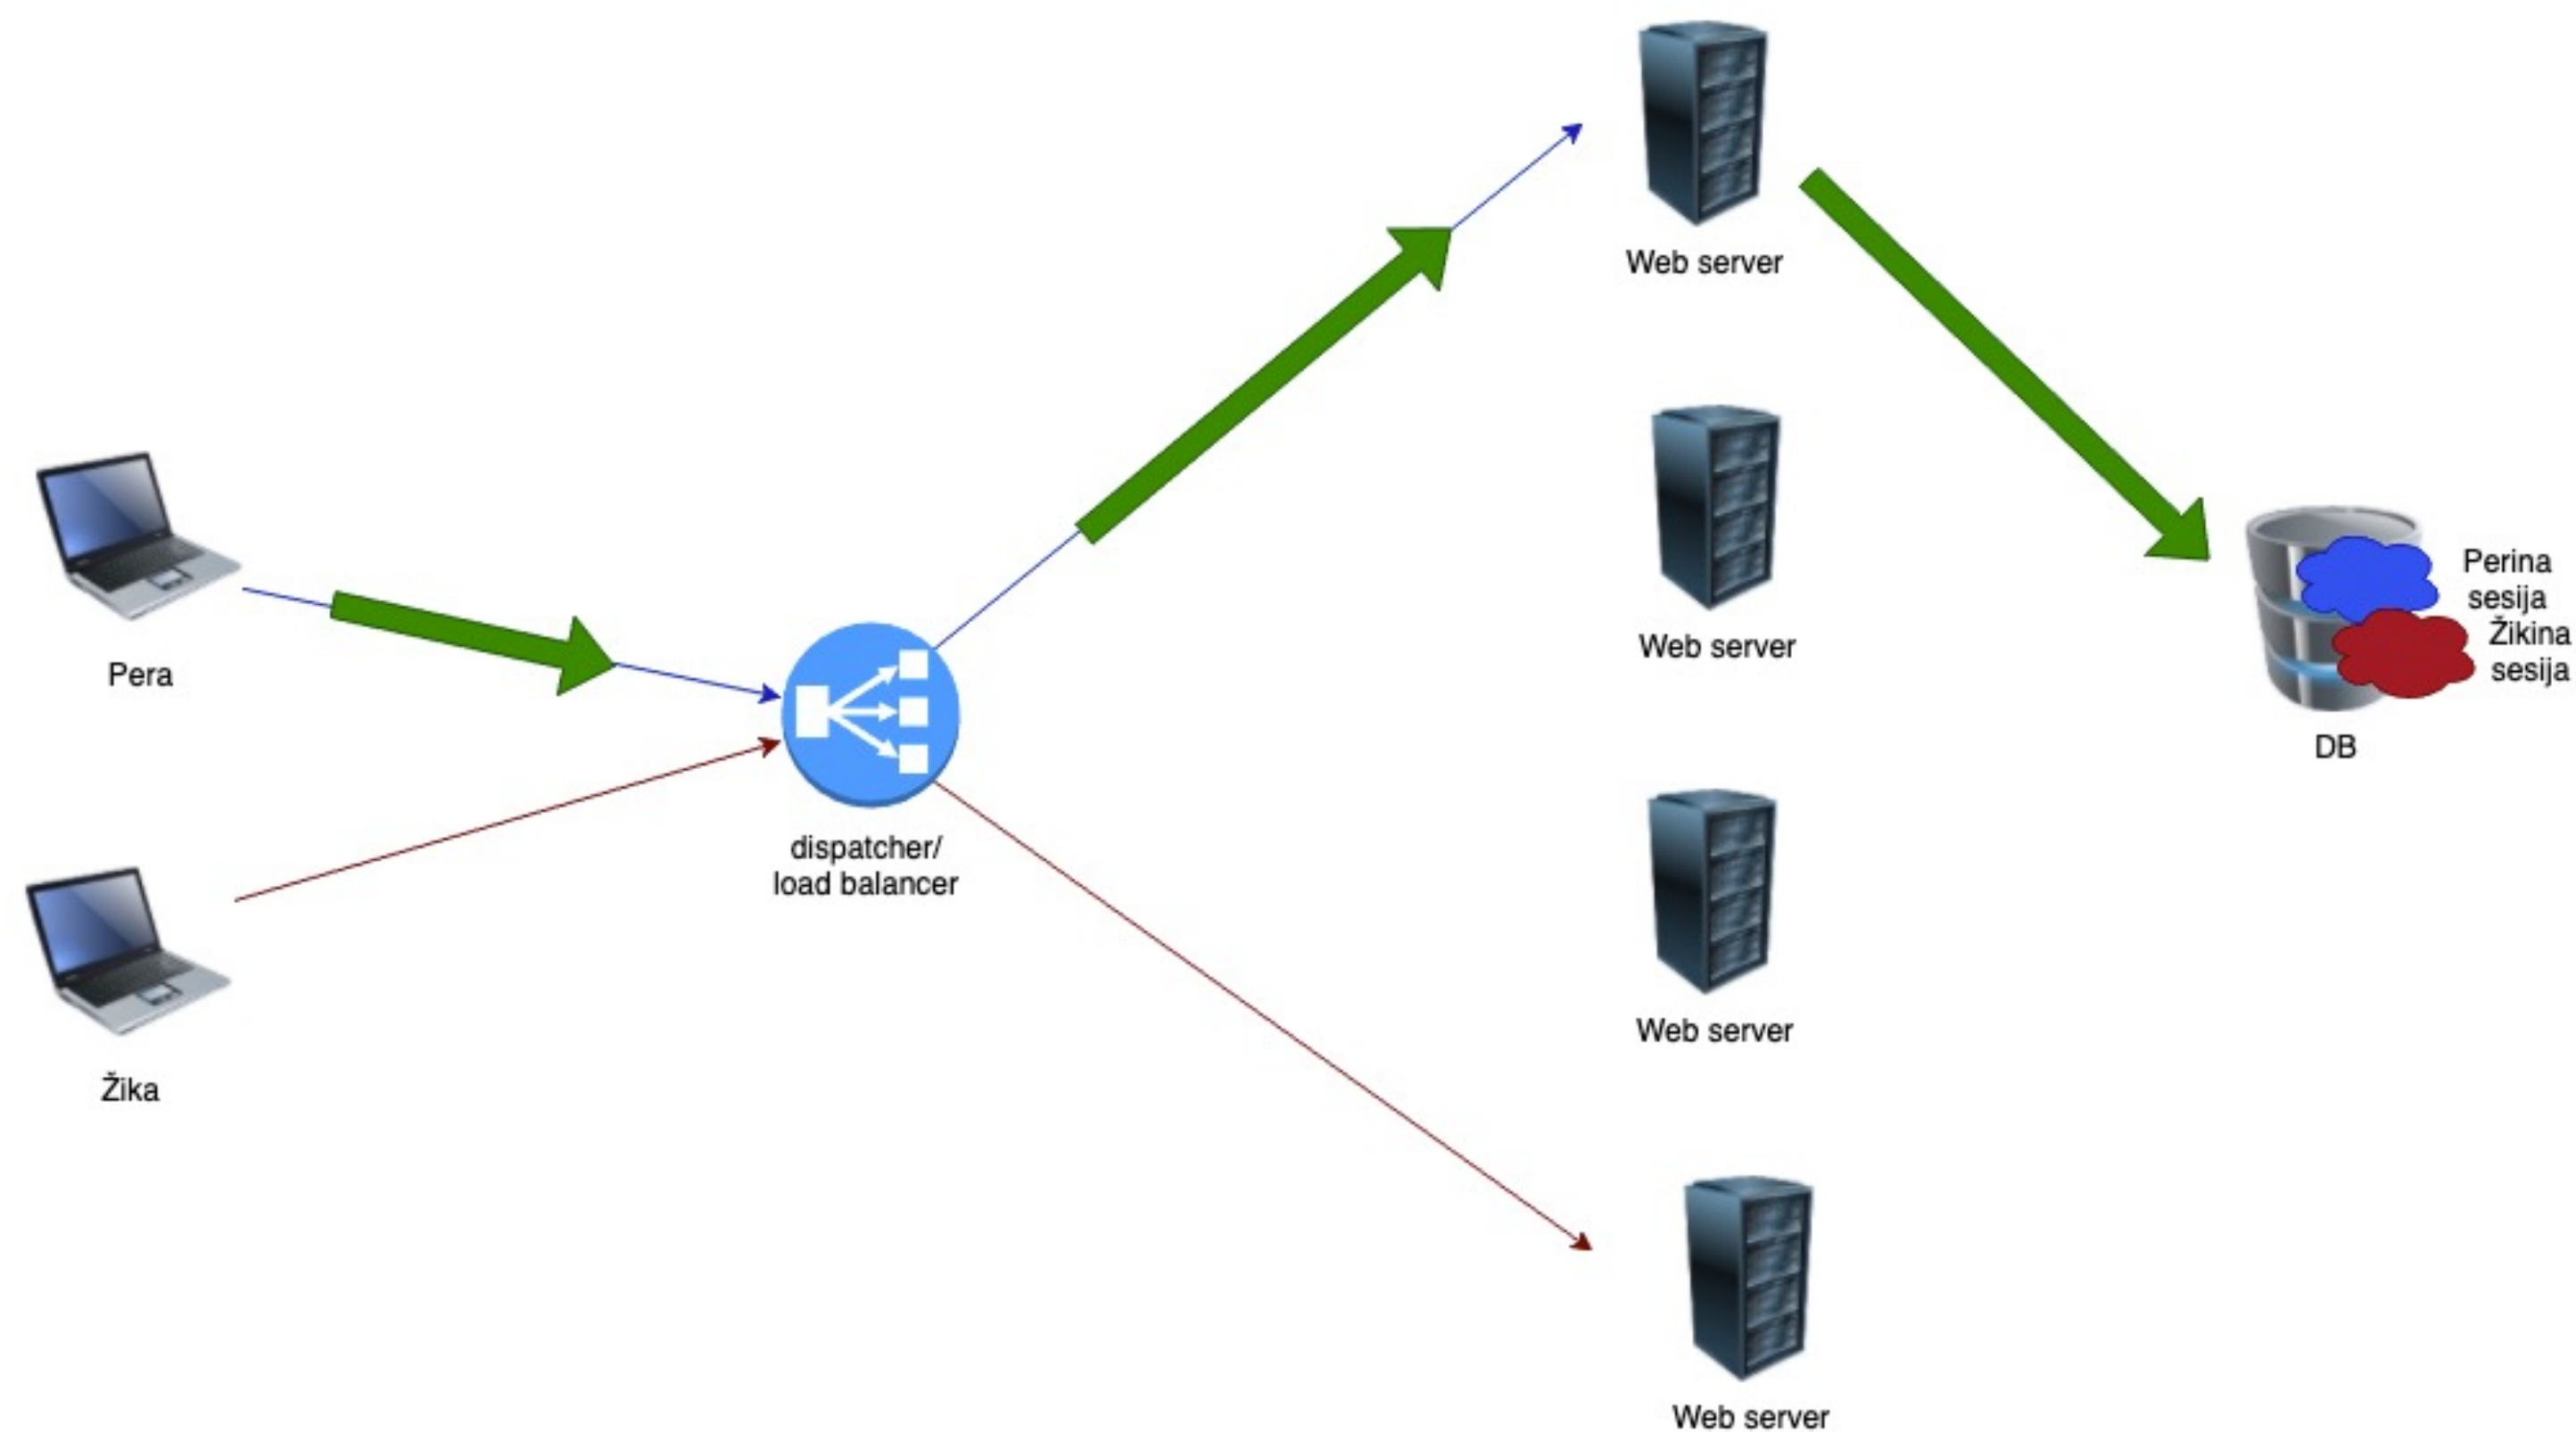 Web server
Web server
Perina
sesija
Žikina
sesija
Pera
DB
dispatcher/
load balancer
Web server
Žika
Web server